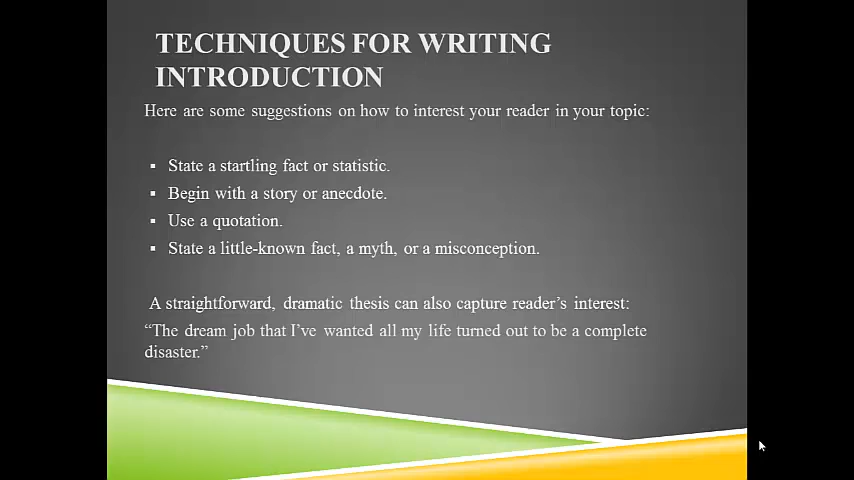 TECHNIQUES FOR WRITING
INTRODUCTION
Here are some suggestions on how to interest your reader in your topic:
▪ State a startling fact or statistic.
▪ Begin with a story or anecdote.
▪ Use a quotation.
▪ State a little-known fact, a myth, or a misconception.
A straightforward, dramatic thesis can also capture reader’s interest:
“The dream job that I’ve wanted all my life turned out to be a complete
disaster.”